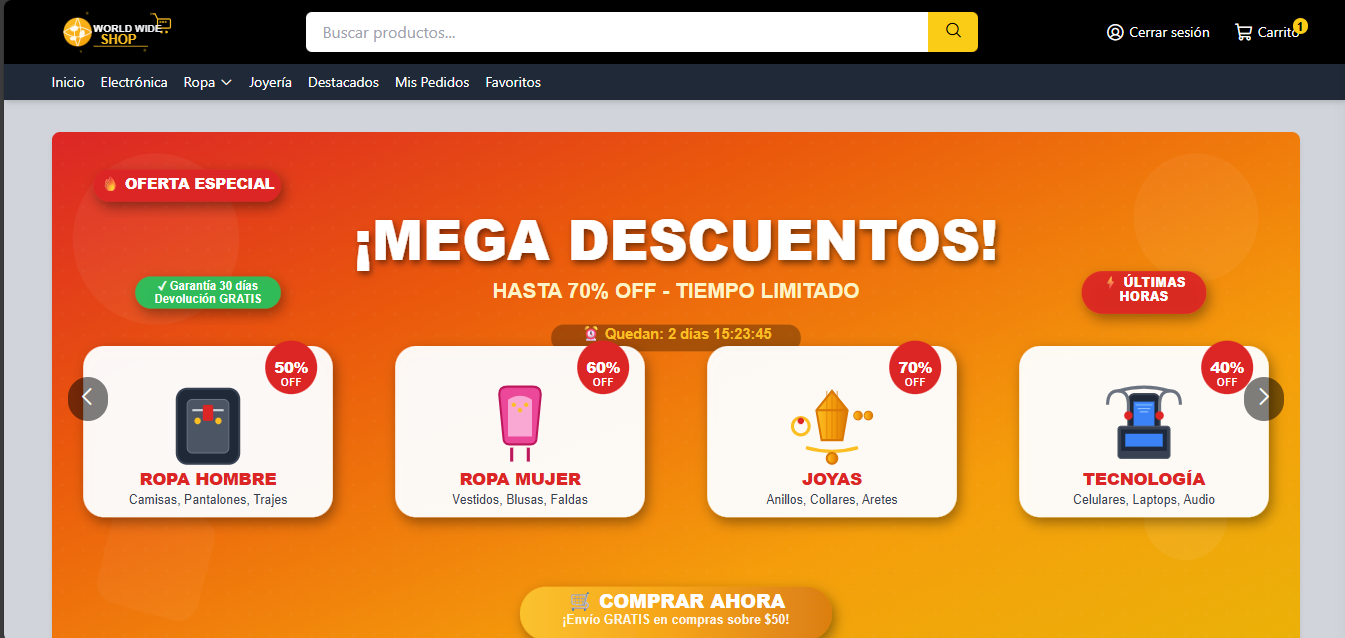 WORLD WIDE
SHOP
Buscar productos...
Cerrar sesión
Carrito
1
Inicio
Electrónica
Ropa
Joyería
Destacados
Mis Pedidos
Favoritos
OFERTA ESPECIAL
¡MEGA DESCUENTOS!
✓ Garantía 30 días
Devolución GRATIS
HASTA 70% OFF - TIEMPO LIMITADO
ÚLTIMAS
HORAS
Quedan: 2 días 15:23:45
50%
OFF
ROPA HOMBRE
Camisas, Pantalones, Trajes
60%
OFF
ROPA MUJER
Vestidos, Blusas, Faldas
70%
OFF
JOYAS
Anillos, Collares, Aretes
40%
OFF
TECNOLOGÍA
Celulares, Laptops, Audio
COMPRAR AHORA
¡Envío GRATIS en compras sobre $50!